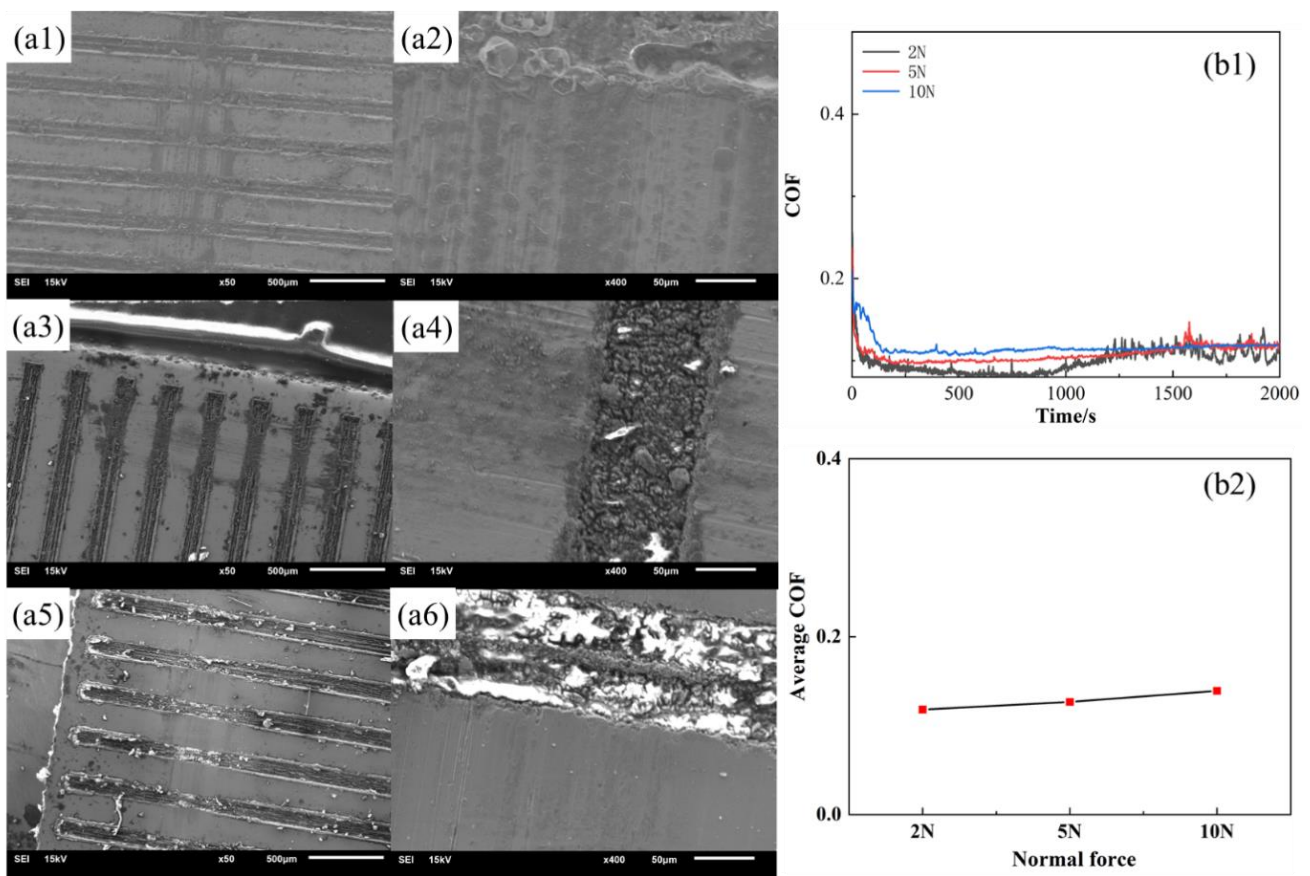 (a1)
SEI 15kV x50 500μm
(a2)
SEI 15kV x400 50μm
(a3)
SEI 15kV x50 500μm
(a4)
SEI 15kV x400 50μm
(a5)
SEI 15kV x50 500μm
(a6)
SEI 15kV x400 50μm
(b1)
2N
5N
10N
0.4
0.2
COF
0 500 1000 1500 2000
Time/s
(b2)
0.4
0.2
0.0
Average COF
2N 5N 10N
Normal force